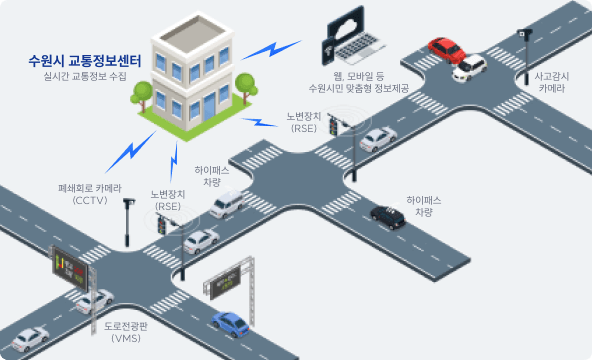 수원시 교통정보센터
실시간 교통정보 수집
웹, 모바일 등
수원시민 맞춤형 정보제공
사고감시
카메라
노변장치
(RSE)
하이패스
차량
폐쇄회로 카메라
(CCTV)
노변장치
(RSE)
하이패스
차량
도로전광판
(VMS)